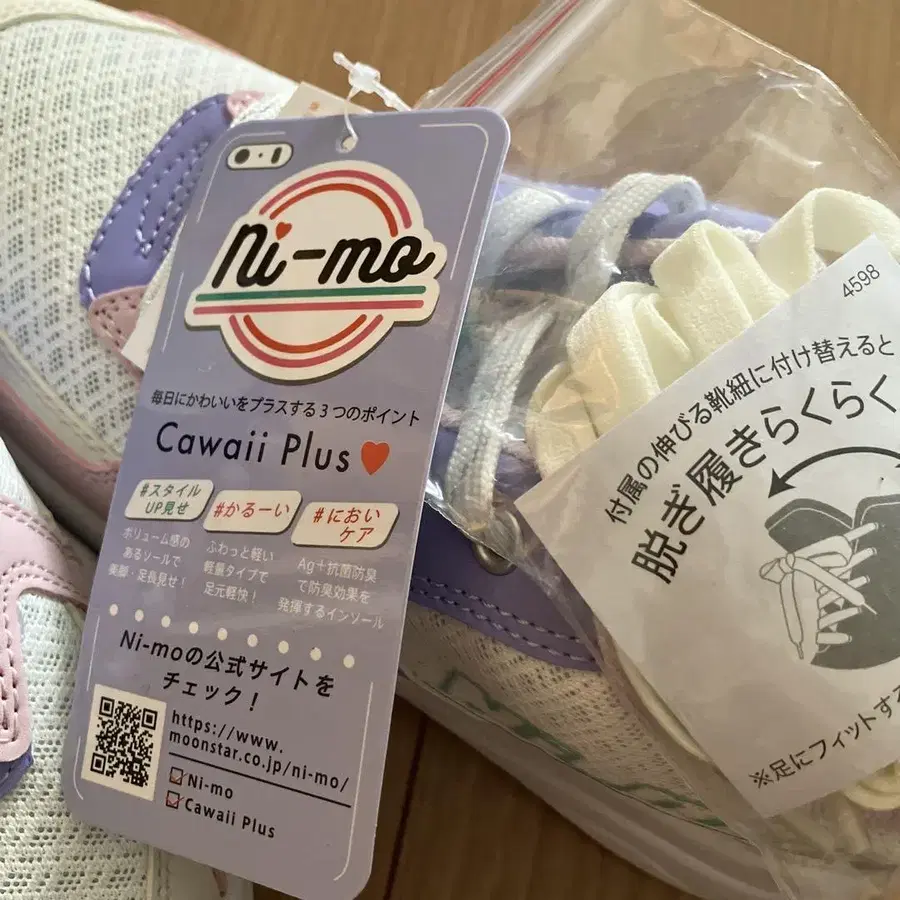 Ni-mo
毎日にかわいいをプラスする3つのポイント
Cawaii Plus
#スタイル
UP見せ
ボリューム感の
あるソールで
美脚・足長見せ！
#かるーい
ふわっと軽い
軽量タイプで
足元軽快！
#におい
ケア
Ag+抗菌防臭
で防臭効果を
発揮するインソール
Ni-moの公式サイトを
チェック！
https://www.
moonstar.co.jp/ni-mo/
Ni-mo
Cawaii Plus
4598
付属の伸びる靴紐に付け替えると
脱ぎ履きらくらく
※足にフィットする